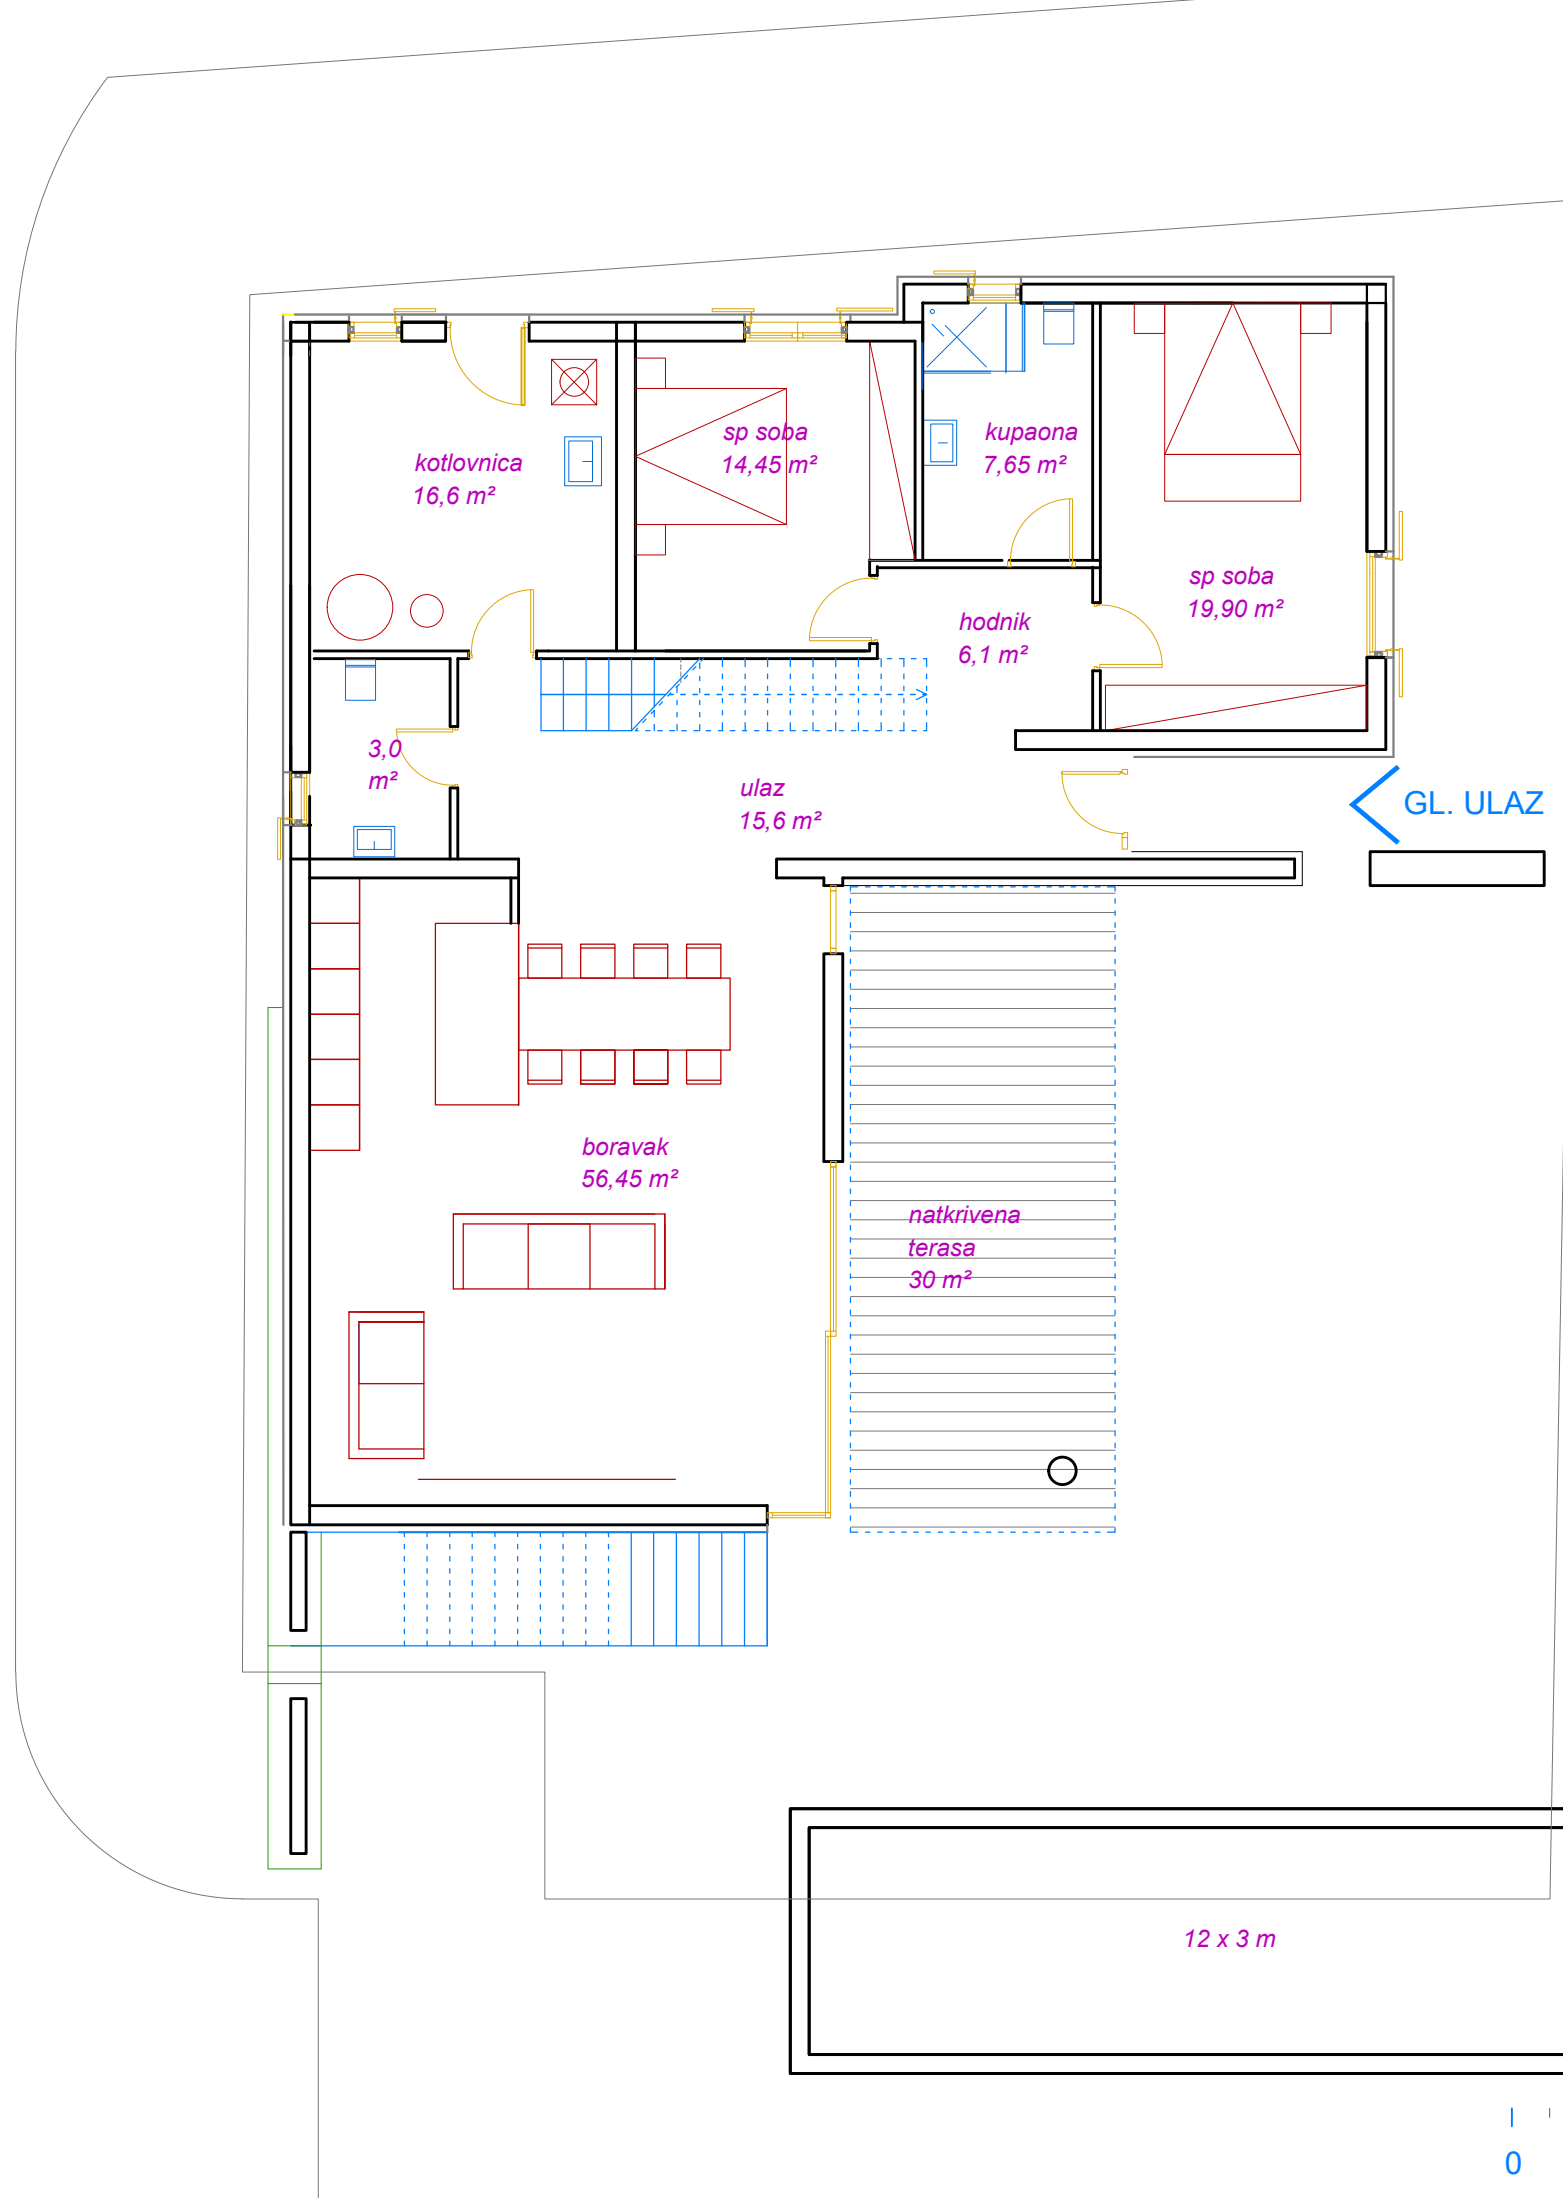 kotlovnica
16,6 m²
sp soba
14,45 m²
kupaona
7,65 m²
sp soba
19,90 m²
hodnik
6,1 m²
3,0
m²
ulaz
15,6 m²
GL. ULAZ
boravak
56,45 m²
natkrivena
terasa
30 m²
12 x 3 m
0